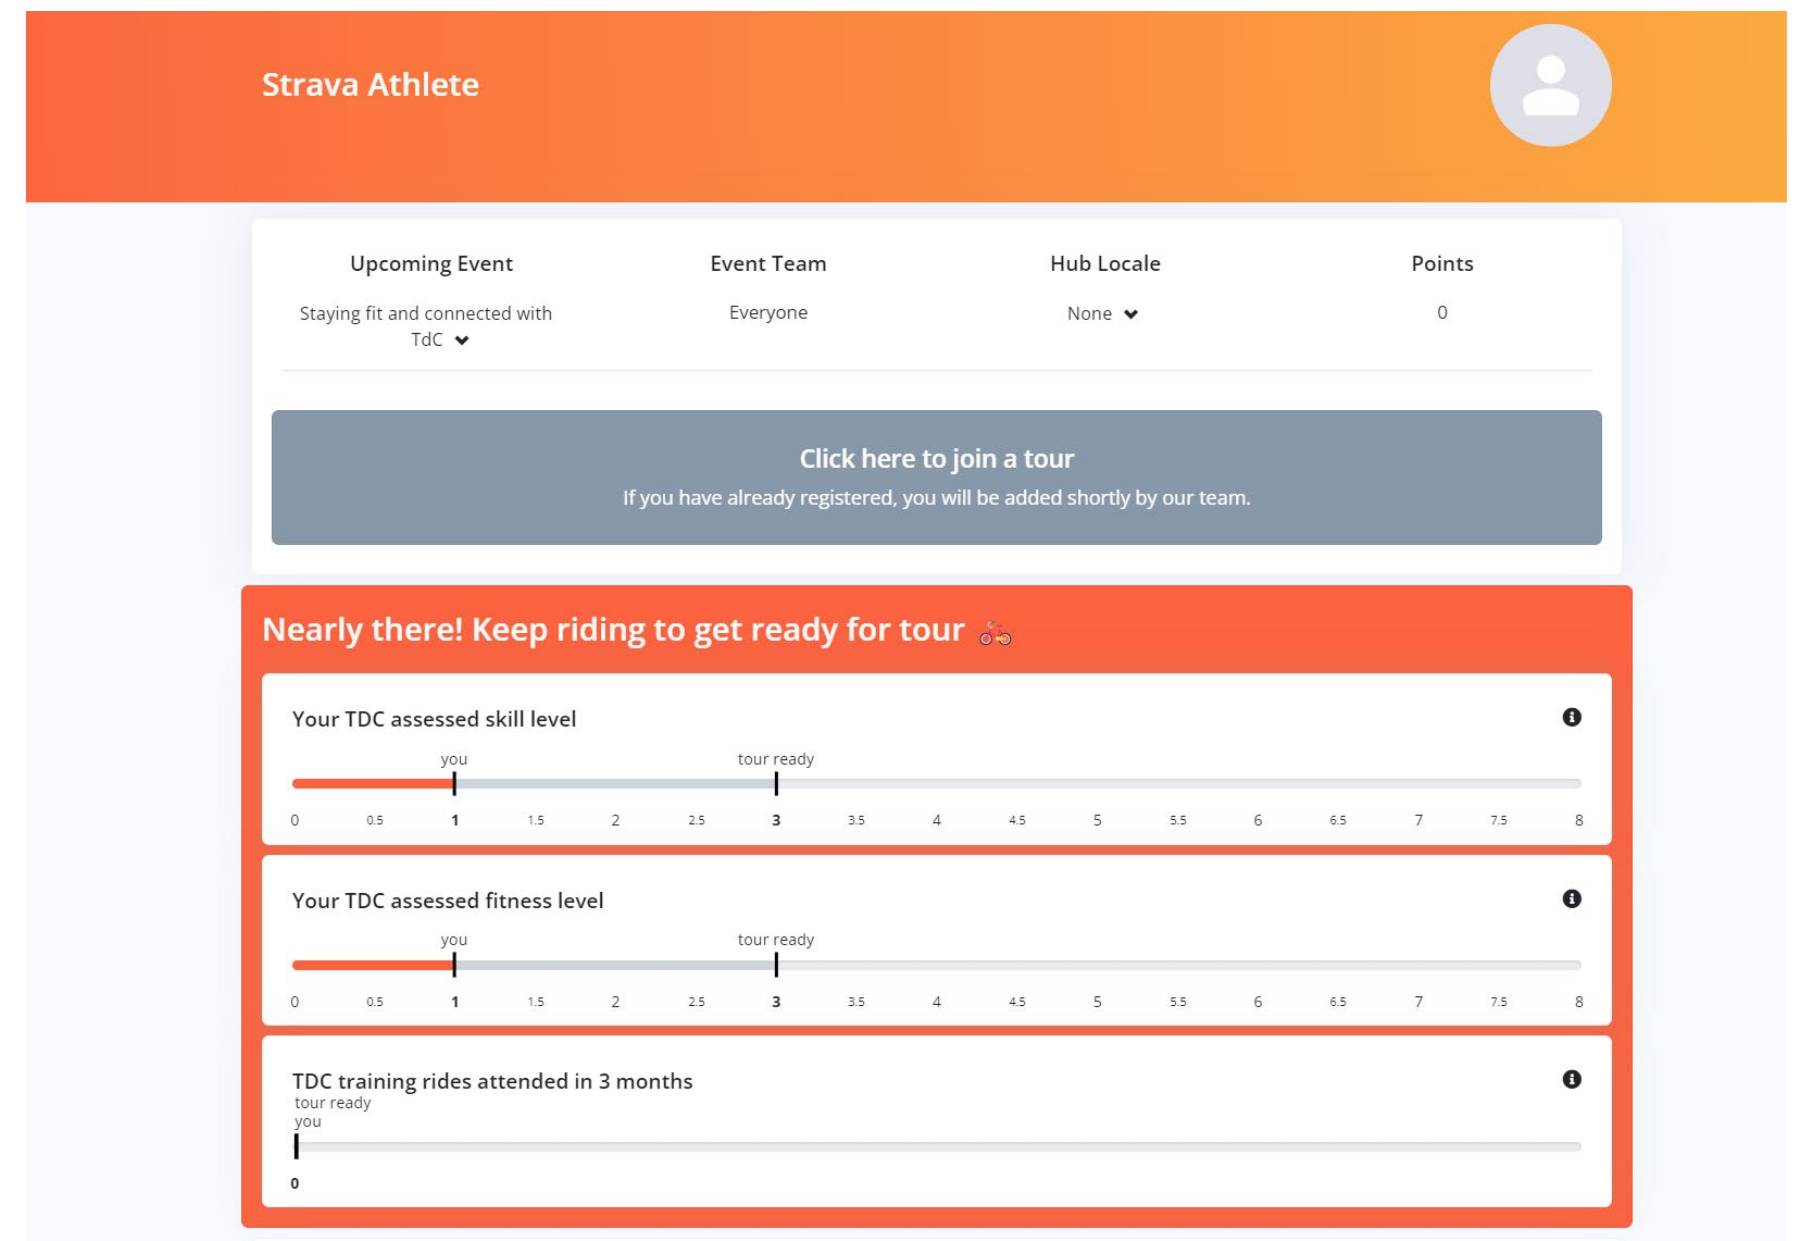 Strava Athlete
Upcoming Event
Event Team
Hub Locale
Points
Staying fit and connected with
TdC
Everyone
None
0
Click here to join a tour
If you have already registered, you will be added shortly by our team.
Nearly there! Keep riding to get ready for tour
Your TDC assessed skill level
you tour ready
0 0.5 1 1.5 2 2.5 3 3.5 4 4.5 5 5.5 6 6.5 7 7.5 8
Your TDC assessed fitness level
you tour ready
0 0.5 1 1.5 2 2.5 3 3.5 4 4.5 5 5.5 6 6.5 7 7.5 8
TDC training rides attended in 3 months
tour ready
you
0